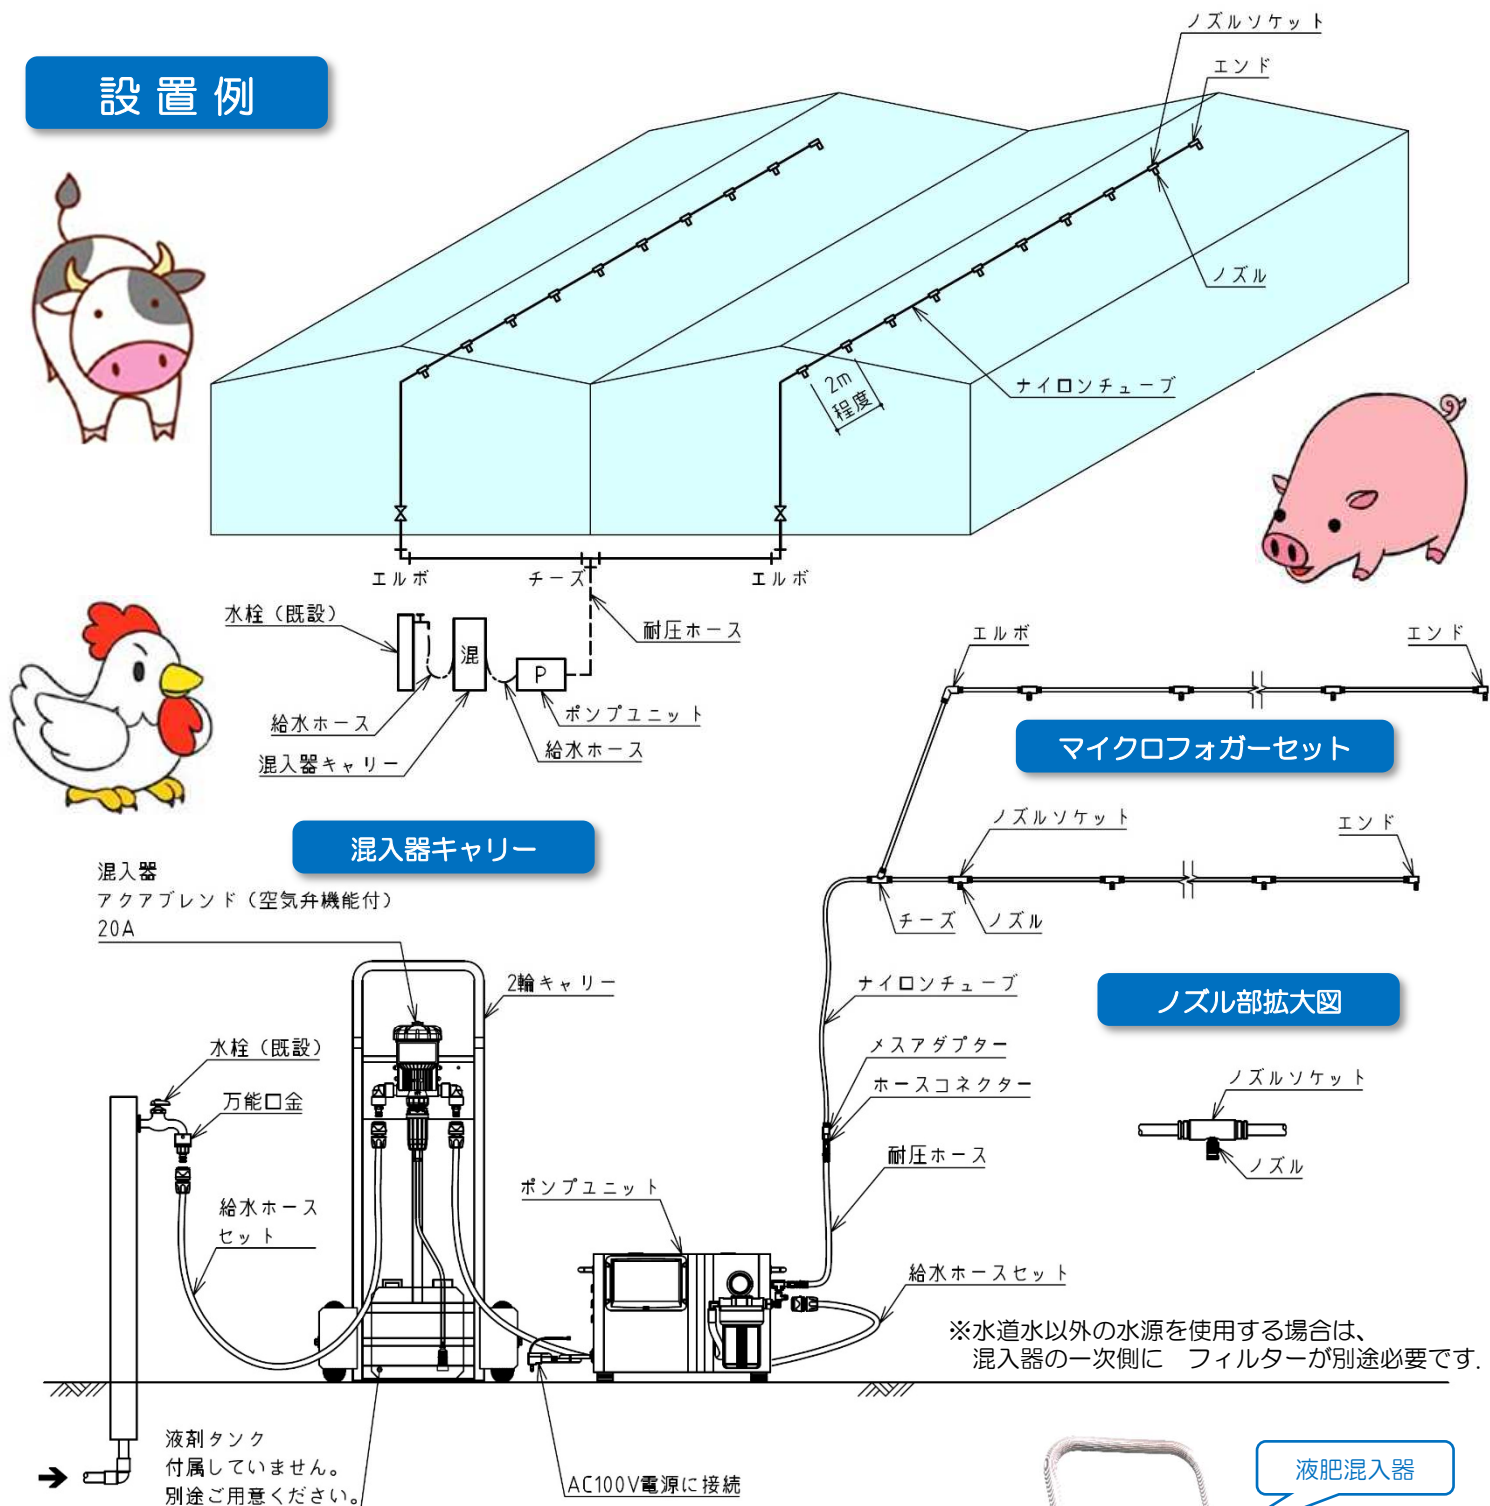 設置例
ノズルソケット
エンド
ノズル
2m
程度
ナイロンチューブ
エルボ
チーズ
エルボ
水栓（既設）
混
P
耐圧ホース
給水ホース
ポンプユニット
給水ホース
混入器キャリー
エルボ
エンド
マイクロフォガーセット
ノズルソケット
エンド
チーズ
ノズル
混入器キャリー
混入器
アクアブレンド（空気弁機能付）
20A
2輪キャリー
ナイロンチューブ
ノズル部拡大図
水栓（既設）
万能口金
メスアダプター
ホースコネクター
ノズルソケット
ノズル
耐圧ホース
ポンプユニット
給水ホース
セット
給水ホースセット
※水道水以外の水源を使用する場合は、
混入器の一次側に　フィルターが別途必要です.
液剤タンク
付属していません。
別途ご用意ください。
AC100V電源に接続
液肥混入器